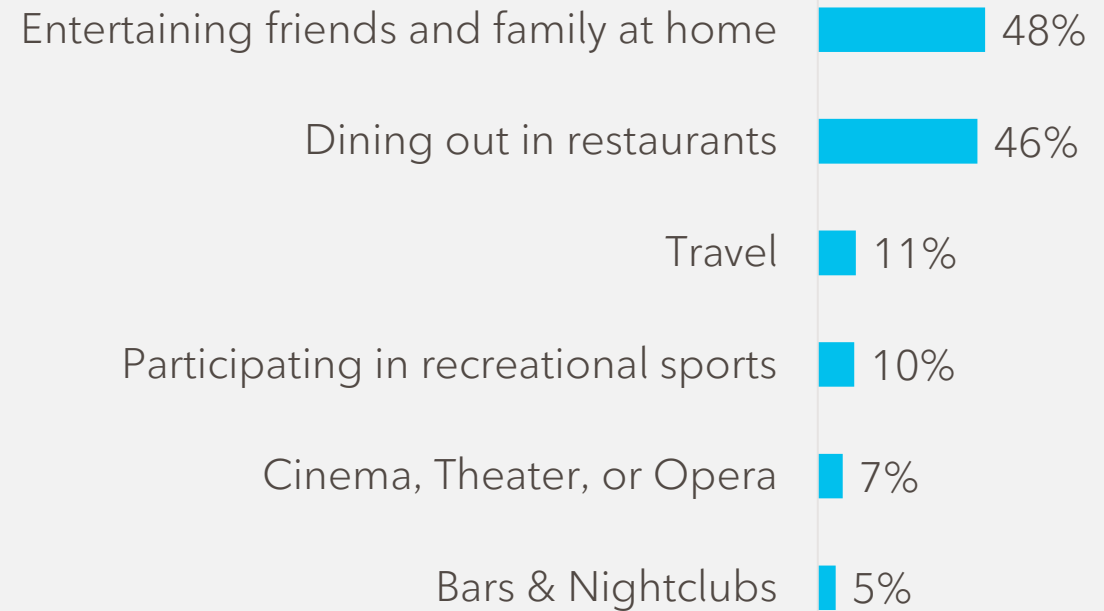 Entertaining friends and family at home 48%
Dining out in restaurants 46%
Travel 11%
Participating in recreational sports 10%
Cinema, Theater, or Opera 7%
Bars & Nightclubs 5%